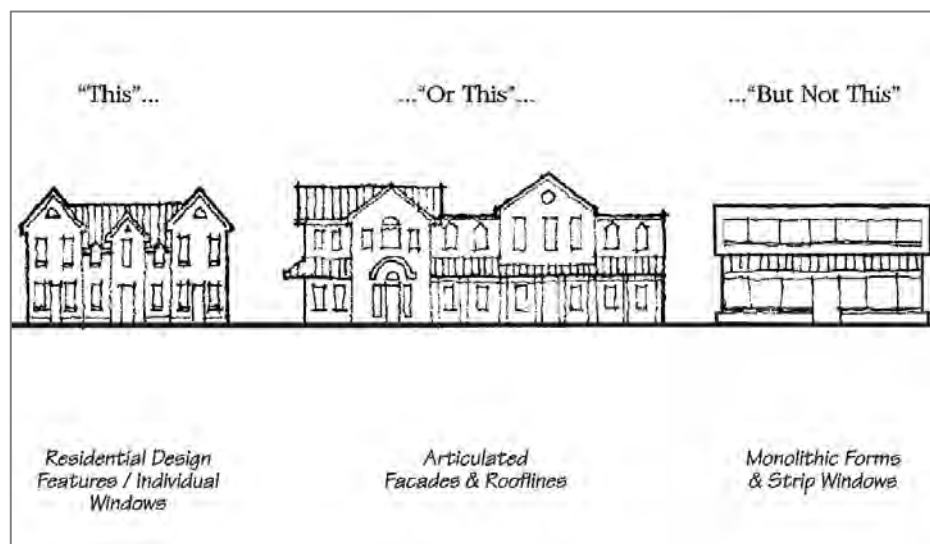 "This"...
..."Or This"...
..."But Not This"
Residential Design
Features / Individual
Windows
Articulated
Facades & Rooflines
Monolithic Forms
& Strip Windows